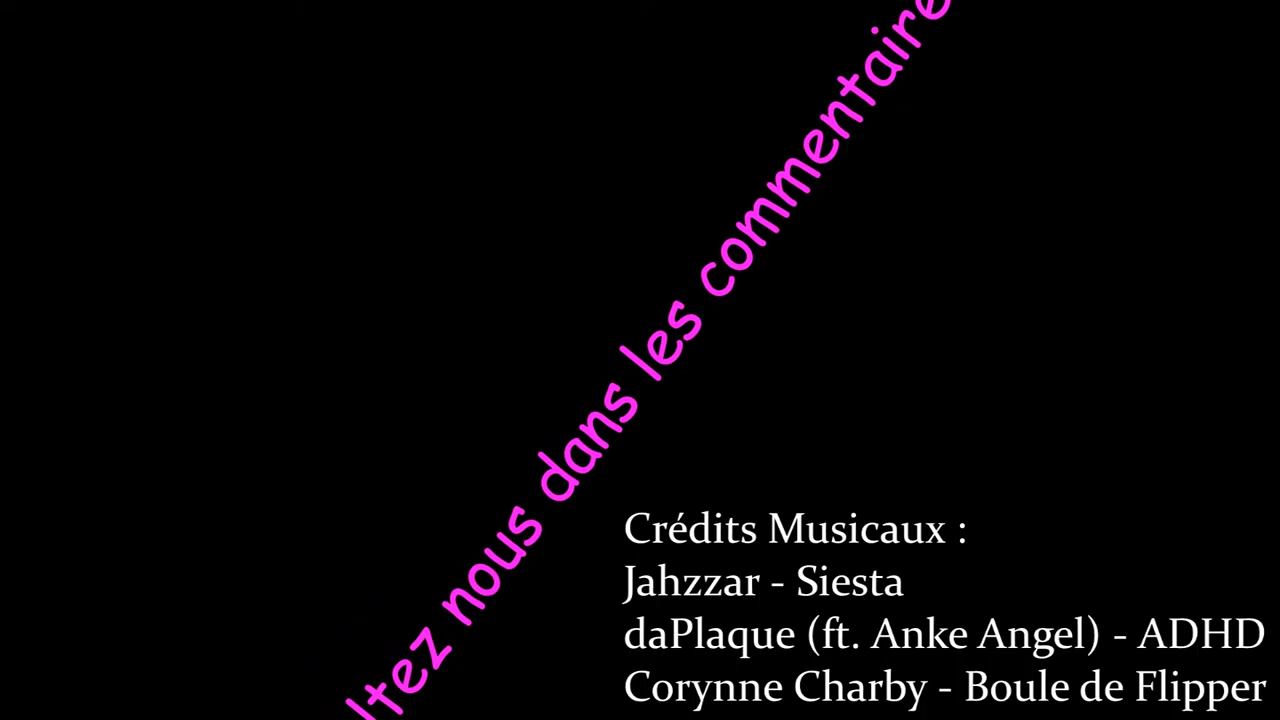 ltez nous dans les commentaire
Crédits Musicaux :
Jahzzar - Siesta
daPlaque (ft. Anke Angel) - ADHD
Corynne Charby - Boule de Flipper